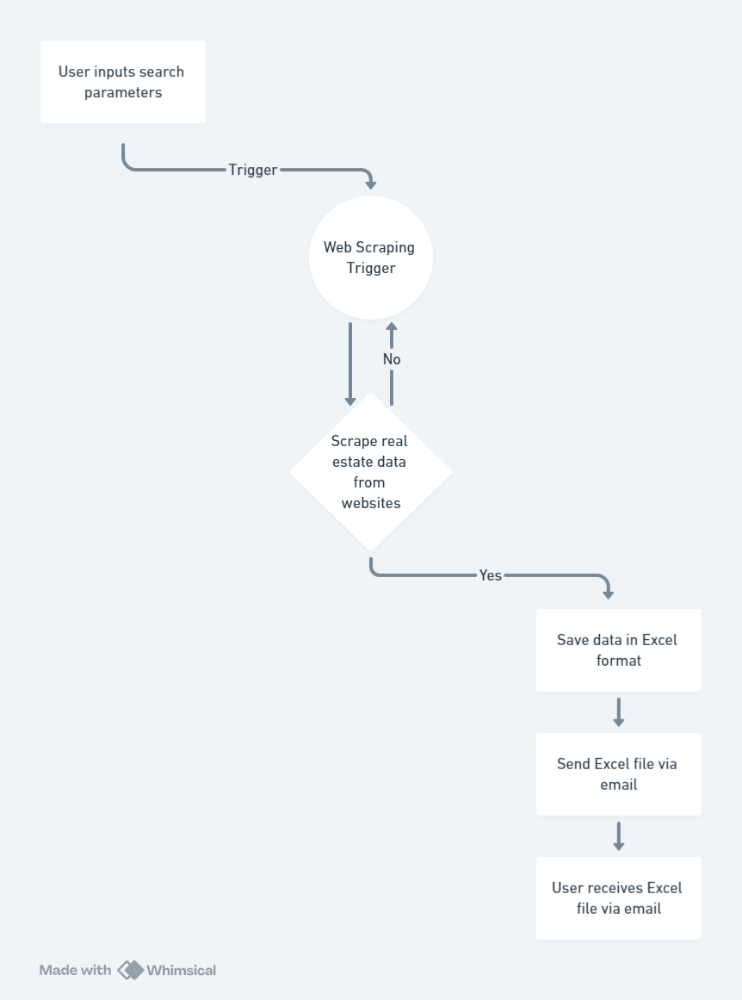 User inputs search
parameters
Trigger
Web Scraping
Trigger
No
Scrape real
estate data
from
websites
Yes
Save data in Excel
format
Send Excel file via
email
User receives Excel
file via email
Made with Whimsical